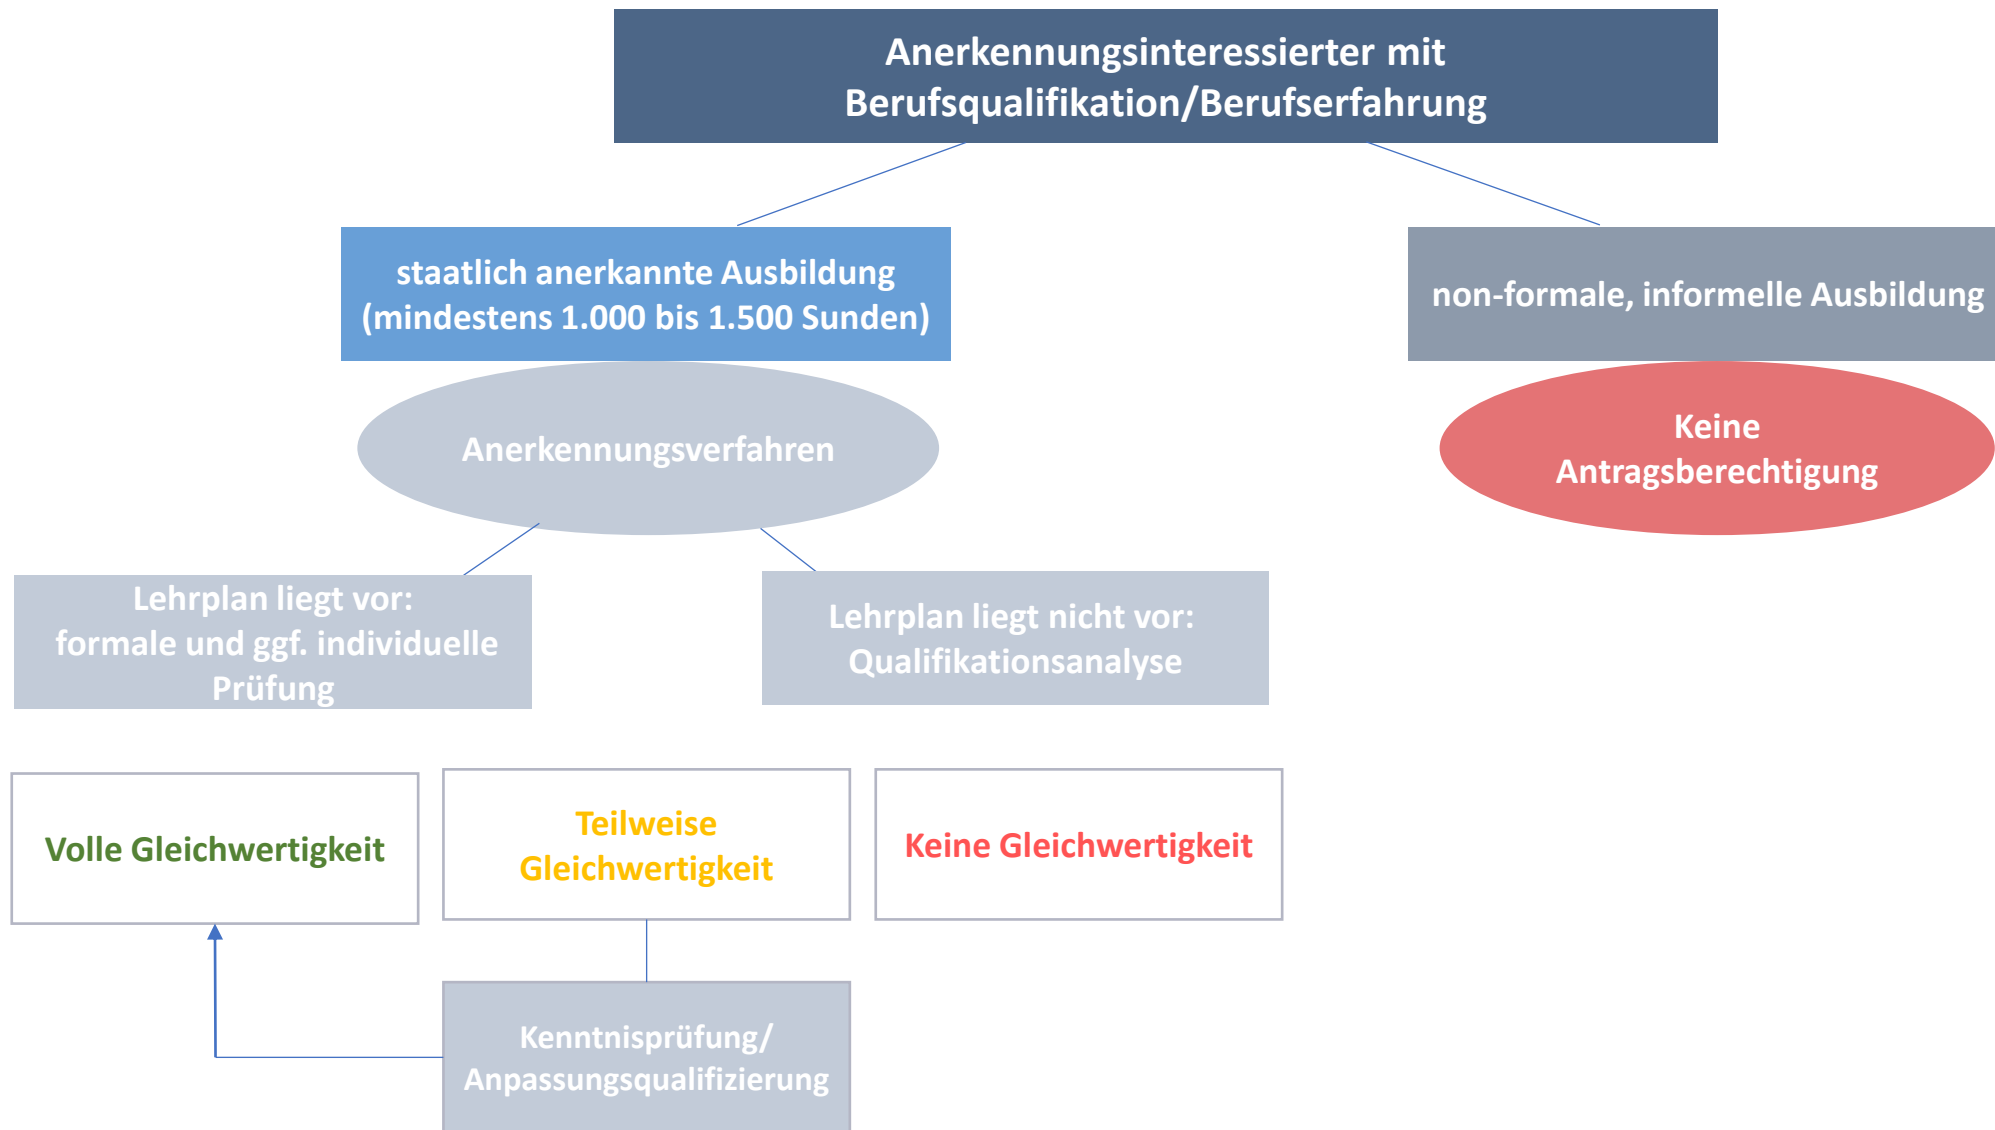 Anerkennungsinteressierter mit
Berufsqualifikation/Berufserfahrung
staatlich anerkannte Ausbildung
(mindestens 1.000 bis 1.500 Sunden)
non-formale, informelle Ausbildung
Anerkennungsverfahren
Keine
Antragsberechtigung
Lehrplan liegt vor:
formale und ggf. individuelle
Prüfung
Lehrplan liegt nicht vor:
Qualifikationsanalyse
Volle Gleichwertigkeit
Teilweise
Gleichwertigkeit
Keine Gleichwertigkeit
Kenntnisprüfung/
Anpassungsqualifizierung